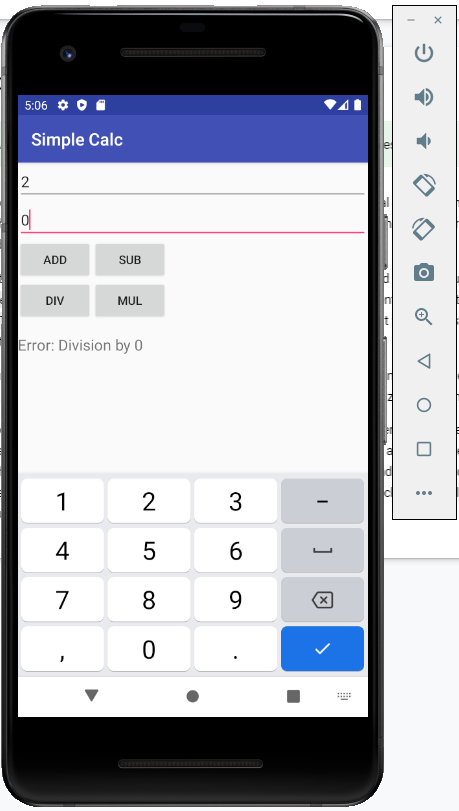 5:06
Simple Calc
2
0
ADD SUB
DIV MUL
Error: Division by 0
1 2 3 –
4 5 6
7 8 9
, 0 .